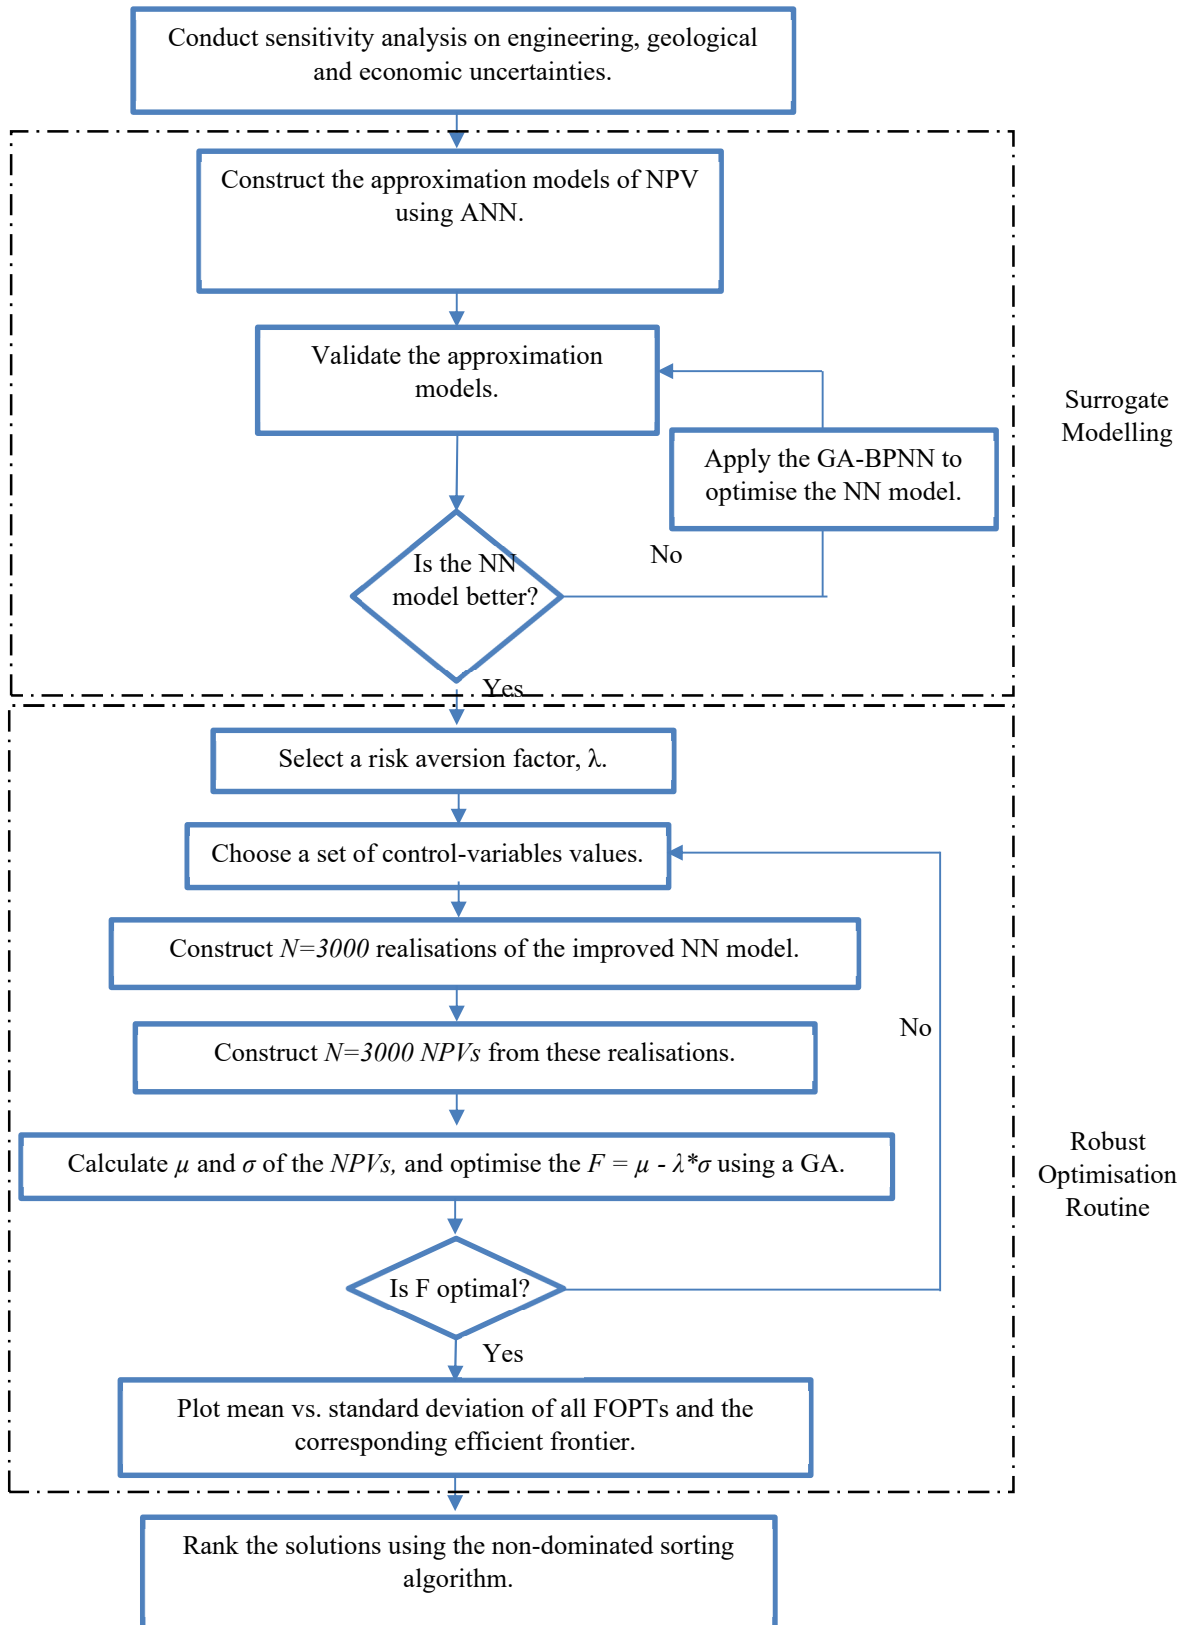 Conduct sensitivity analysis on engineering, geological
and economic uncertainties.
Construct the approximation models of NPV
using ANN.
Validate the approximation
models.
Surrogate
Modelling
Apply the GA-BPNN to
optimise the NN model.
No
Is the NN
model better?
Yes
Select a risk aversion factor, λ.
Choose a set of control-variables values.
Construct N=3000 realisations of the improved NN model.
No
Construct N=3000 NPVs from these realisations.
Calculate μ and σ of the NPVs, and optimise the F = μ - λ*σ using a GA.
Robust
Optimisation
Routine
Is F optimal?
Yes
Plot mean vs. standard deviation of all FOPTs and the
corresponding efficient frontier.
Rank the solutions using the non-dominated sorting
algorithm.